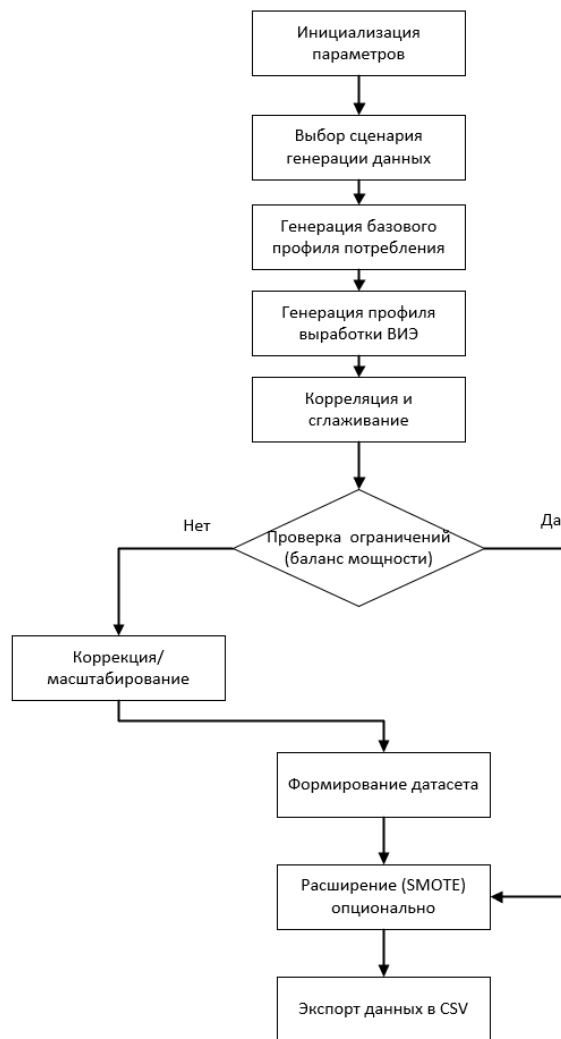 Инициализация
параметров
Выбор сценария
генерации данных
Генерация базового
профиля потребления
Генерация профиля
выработки ВИЭ
Корреляция и
сглаживание
Нет
Да
Проверка ограничений
(баланс мощности)
Коррекция/
масштабирование
Формирование датасета
Расширение (SMOTE)
опционально
Экспорт данных в CSV